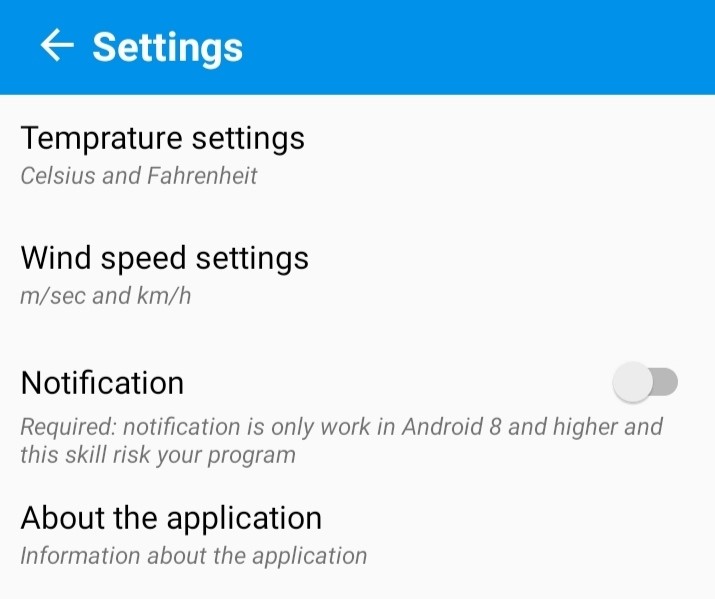 Settings
Temprature settings
Celsius and Fahrenheit
Wind speed settings
m/sec and km/h
Notification
Required: notification is only work in Android 8 and higher and
this skill risk your program
About the application
Information about the application